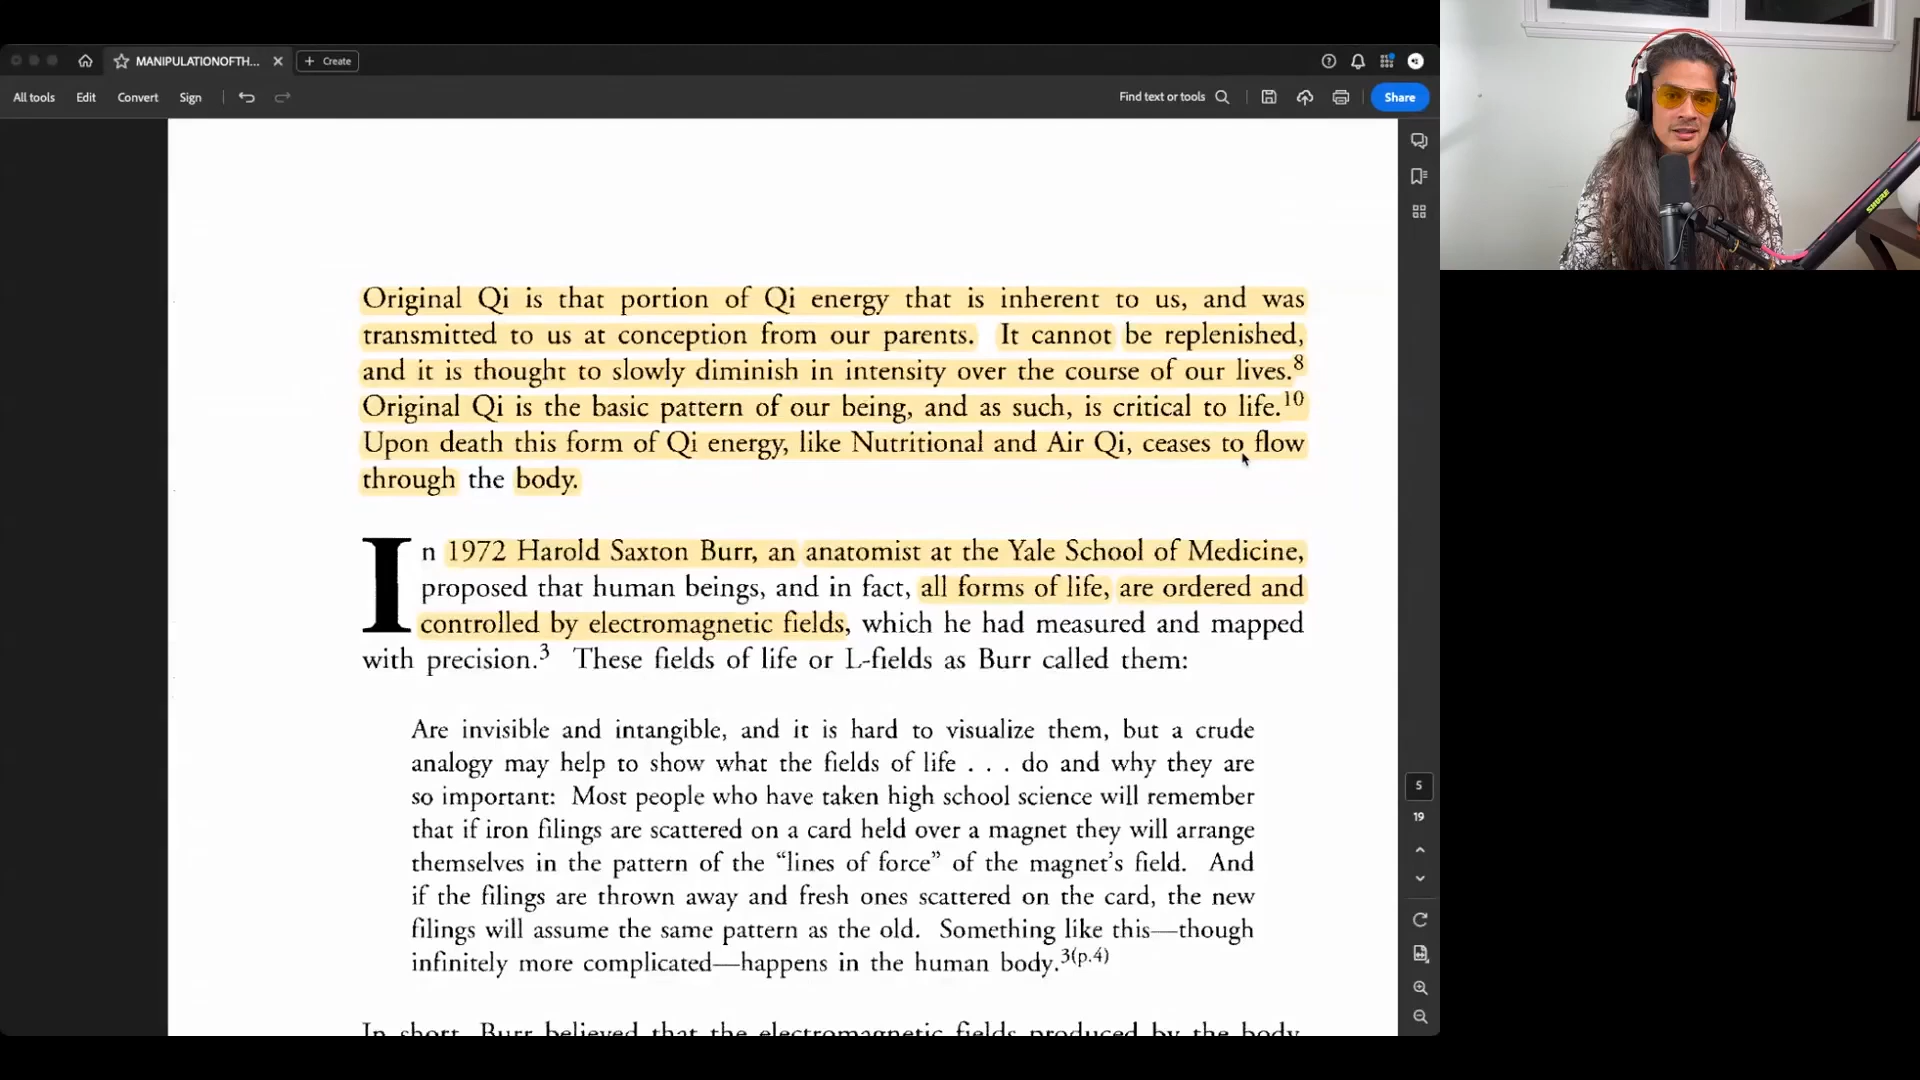 MANIPULATIONOFTH...
Create
All tools
Edit
Convert
Sign
Find text or tools
Share
Original Qi is that portion of Qi energy that is inherent to us, and was
transmitted to us at conception from our parents. It cannot be replenished,
and it is thought to slowly diminish in intensity over the course of our lives.8
Original Qi is the basic pattern of our being, and as such, is critical to life.10
Upon death this form of Qi energy, like Nutritional and Air Qi, ceases to flow
through the body.
In 1972 Harold Saxton Burr, an anatomist at the Yale School of Medicine,
proposed that human beings, and in fact, all forms of life, are ordered and
controlled by electromagnetic fields, which he had measured and mapped
with precision.3 These fields of life or L-fields as Burr called them:
Are invisible and intangible, and it is hard to visualize them, but a crude
analogy may help to show what the fields of life . . . do and why they are
so important: Most people who have taken high school science will remember
that if iron filings are scattered on a card held over a magnet they will arrange
themselves in the pattern of the “lines of force” of the magnet’s field. And
if the filings are thrown away and fresh ones scattered on the card, the new
filings will assume the same pattern as the old. Something like this—though
infinitely more complicated—happens in the human body.3(p.4)
In short, Burr believed that the electromagnetic fields produced by the body
5
19
SHURE